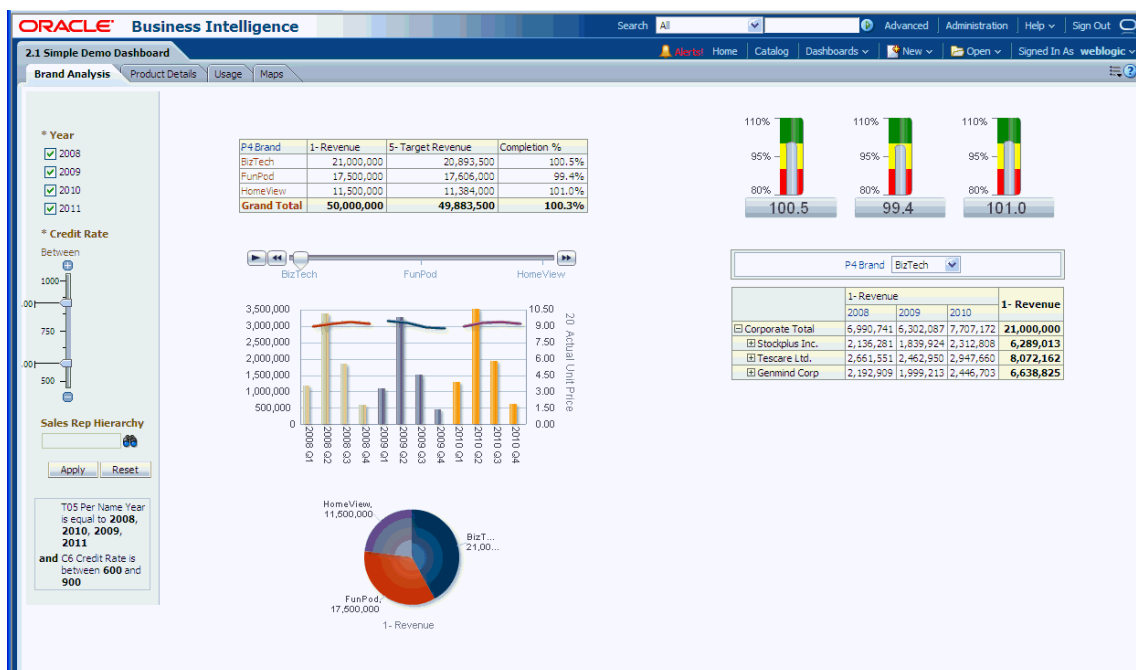 ORACLE Business Intelligence
Search All Advanced Administration Help Sign Out
2.1 Simple Demo Dashboard
Alerts! Home Catalog Dashboards New Open Signed In As weblogic
Brand Analysis Product Details Usage Maps
* Year
2008
2009
2010
2011
* Credit Rate
Between
1000
750
500
Sales Rep Hierarchy
Apply Reset
T05 Per Name Year
is equal to 2008,
2010, 2009,
2011
and C6 Credit Rate is
between 600 and
900
P4 Brand 1- Revenue 5- Target Revenue Completion %
BizTech 21,000,000 20,893,500 100.5%
FunPod 17,500,000 17,606,000 99.4%
HomeView 11,500,000 11,384,000 101.0%
Grand Total 50,000,000 49,883,500 100.3%
BizTech FunPod HomeView
3,500,000
3,000,000
2,500,000
2,000,000
1,500,000
1,000,000
500,000
0
10.50
9.00
7.50
6.00
4.50
3.00
1.50
0.00
20 Actual Unit Price
2008 Q1
2008 Q2
2008 Q3
2008 Q4
2009 Q1
2009 Q2
2009 Q3
2009 Q4
2010 Q1
2010 Q2
2010 Q3
2010 Q4
HomeView,
11,500,000
BizT...
21,00...
FunPod,
17,500,000
1- Revenue
110% 110% 110%
95% 95% 95%
80% 80% 80%
100.5 99.4 101.0
P4 Brand BizTech
1- Revenue 1- Revenue
2008 2009 2010
Corporate Total 6,990,741 6,302,087 7,707,172 21,000,000
Stockplus Inc. 2,136,281 1,839,924 2,312,808 6,289,013
Tescare Ltd. 2,661,551 2,462,950 2,947,660 8,072,162
Genmind Corp 2,192,909 1,999,213 2,446,703 6,638,825